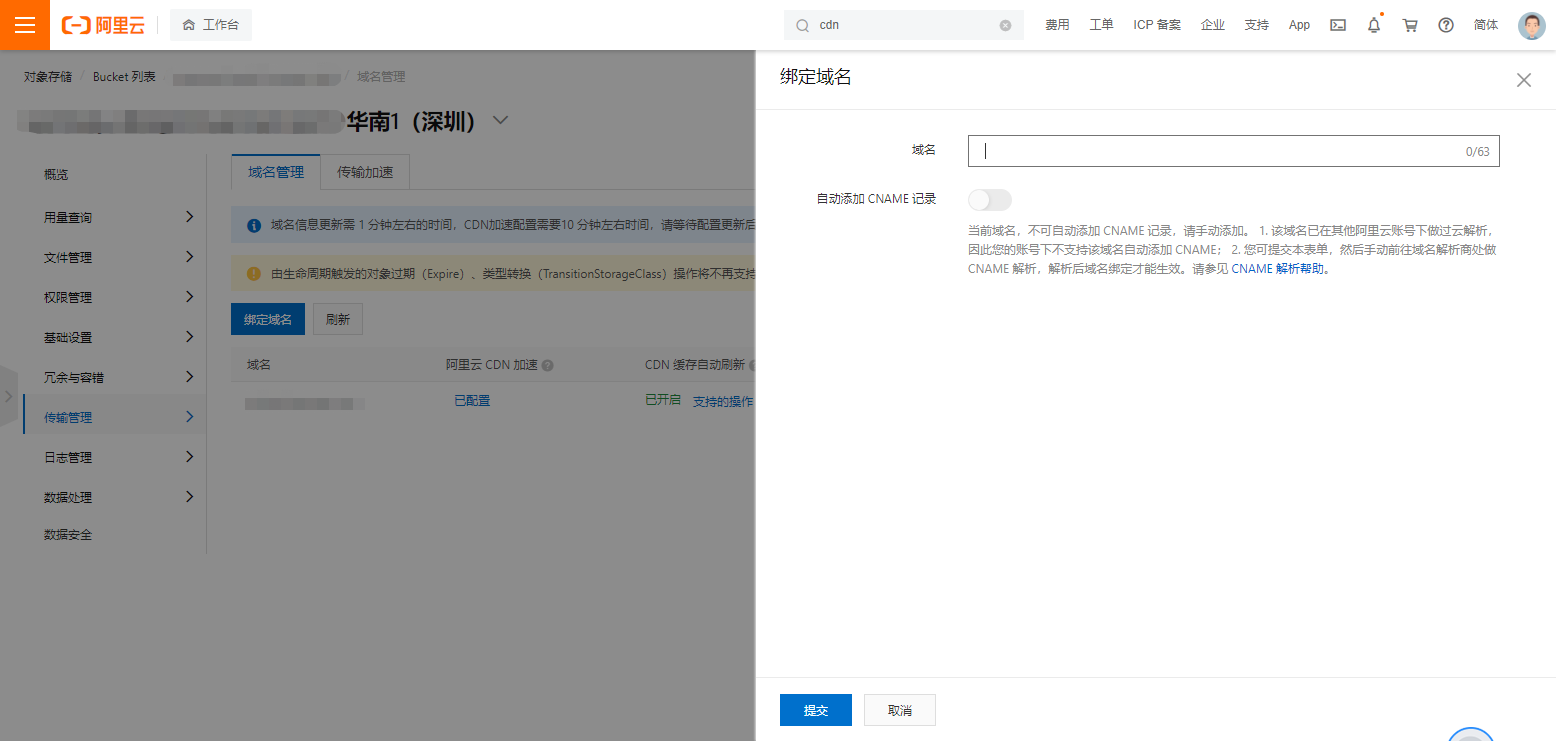 阿里云
工作台
cdn
费用
工单
ICP 备案
企业
支持
App
简体
对象存储 / Bucket 列表 / / 域名管理
华南1（深圳）
概览
用量查询
文件管理
权限管理
基础设置
冗余与容错
传输管理
日志管理
数据处理
数据安全
域名管理
传输加速
域名信息更新需 1 分钟左右的时间，CDN加速配置需要10 分钟左右时间，请等待配置更新后
由生命周期触发的对象过期（Expire）、类型转换（TransitionStorageClass）操作将不再支持
绑定域名
刷新
域名
阿里云 CDN 加速
CDN 缓存自动刷新
已配置
已开启
支持的操作
绑定域名
域名
0/63
自动添加 CNAME 记录
当前域名，不可自动添加 CNAME 记录，请手动添加。 1. 该域名已在其他阿里云账号下做过云解析，
因此您的账号下不支持该域名自动添加 CNAME； 2. 您可提交本表单，然后手动前往域名解析商处做
CNAME 解析，解析后域名绑定才能生效。请参见 CNAME 解析帮助。
提交
取消